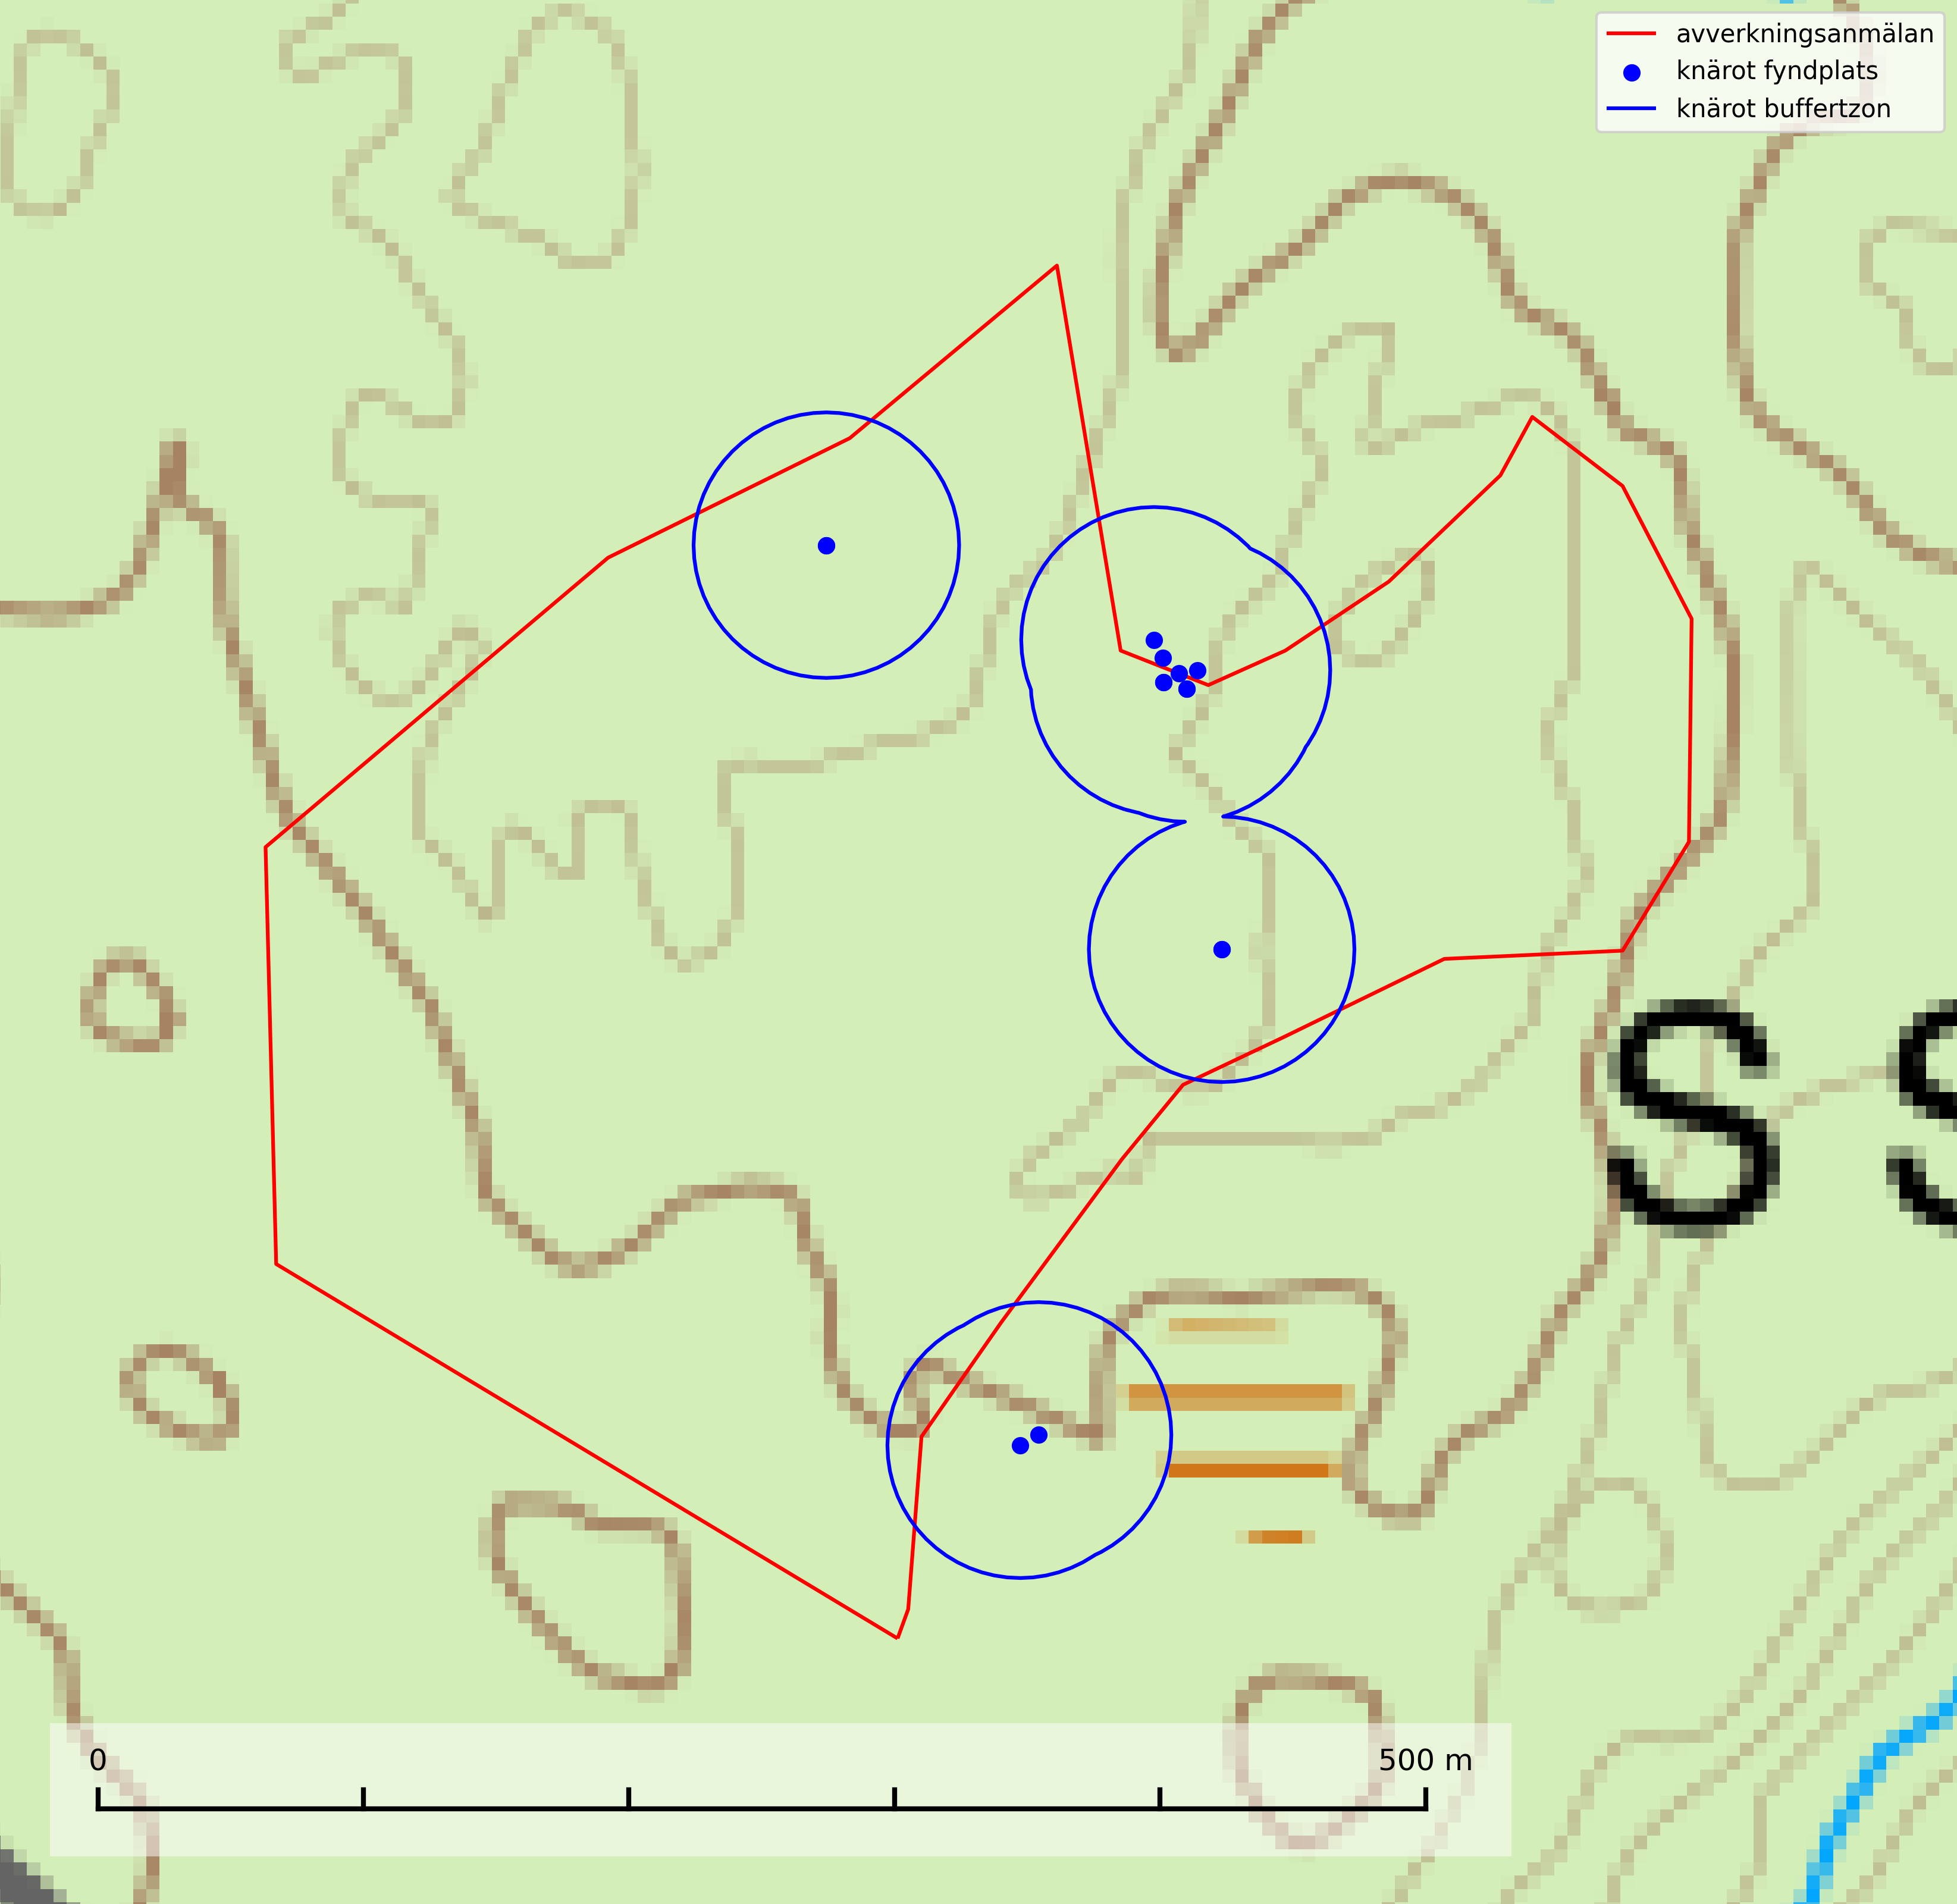 avverkningsanmälan
knärot fyndplats
knärot buffertzon
S S
0 500 m